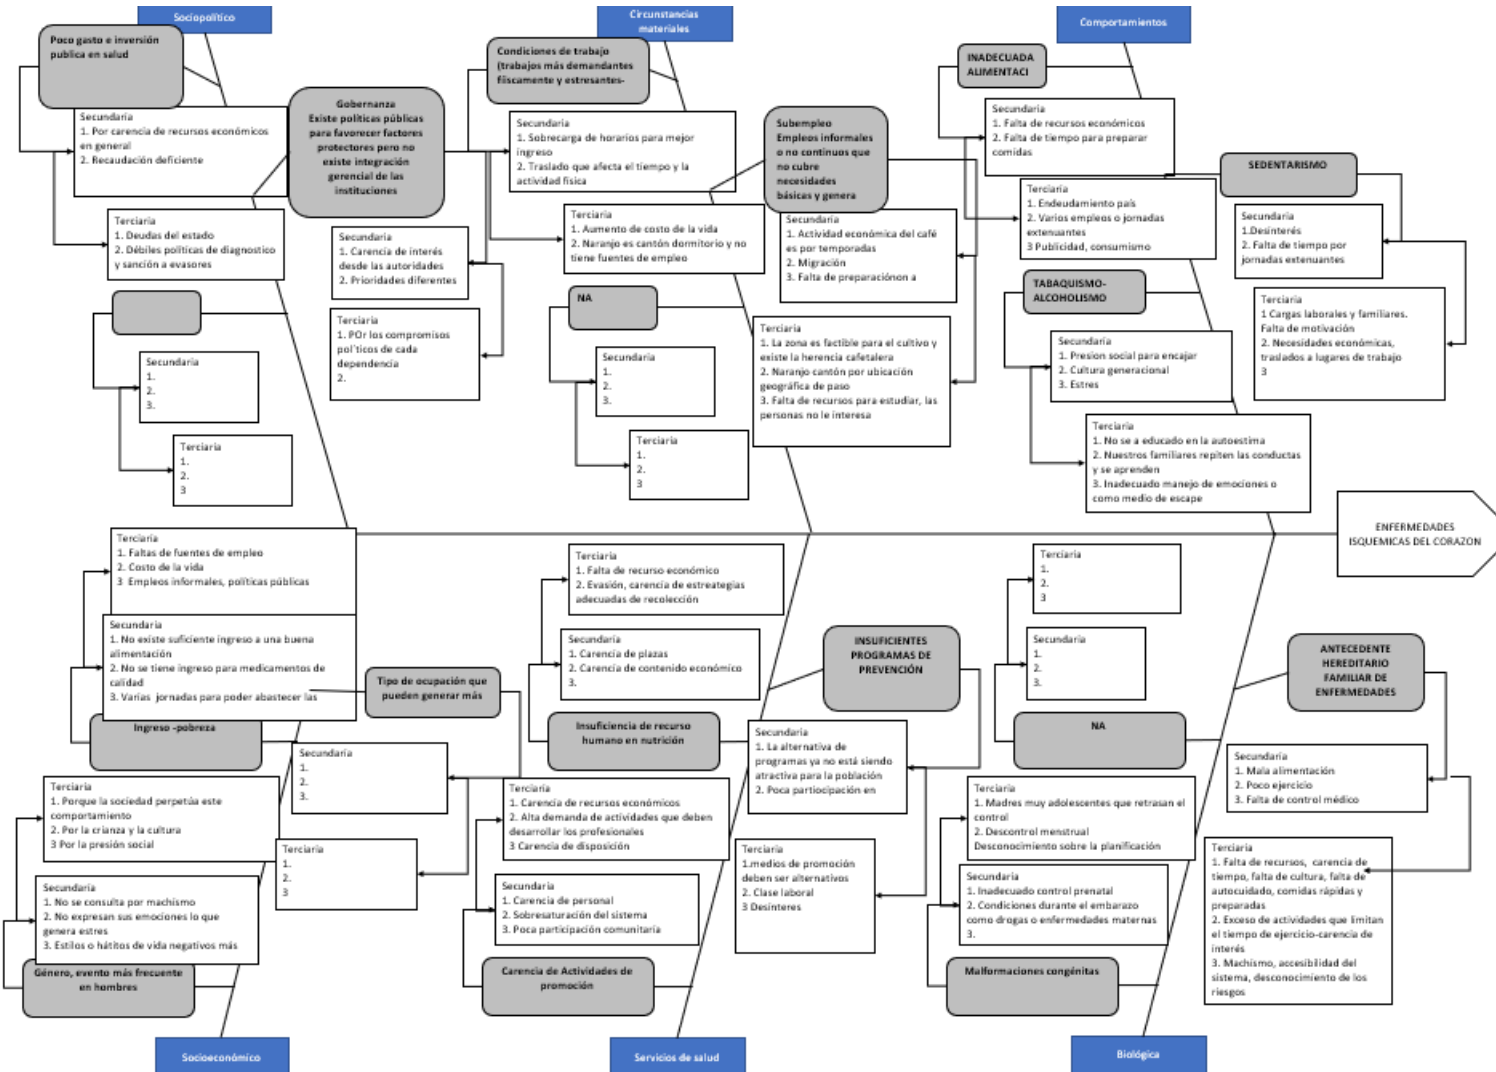 Sociopolítico
Poco gasto e inversión
publica en salud
Secundaria
1. Por carencia de recursos económicos
en general
2. Recaudación deficiente
Terciaria
1. Deudas del estado
2. Débiles políticas de diagnostico
y sanción a evasores
Gobernanza
Existe políticas públicas
para favorecer factores
protectores pero no
existe integración
gerencial de las
instituciones
Secundaria
1. Carencia de interés
desde las autoridades
2. Prioridades diferentes
Terciaria
1. POr los compromisos
pol´ticos de cada
dependencia
2.
Secundaria
1.
2.
3.
Terciaria
1.
2.
3
Circunstancias
materiales
Condiciones de trabajo
(trabajos más demandantes
fíiscamente y estresantes-
Secundaria
1. Sobrecarga de horarios para mejor
ingreso
2. Traslado que afecta el tiempo y la
actividad física
Terciaria
1. Aumento de costo de la vida
2. Naranjo es cantón dormitorio y no
tiene fuentes de empleo
Subempleo
Empleos informales
o no continuos que
no cubre
necesidades
básicas y genera
Secundaria
1. Actividad económica del café
es por temporadas
2. Migración
3. Falta de preparaciónon a
Terciaria
1. La zona es factible para el cultivo y
existe la herencia cafetalera
2. Naranjo cantón por ubicación
geográfica de paso
3. Falta de recursos para estudiar, las
personas no le interesa
NA
Secundaria
1.
2.
3.
Terciaria
1.
2.
3
Comportamientos
INADECUADA
ALIMENTACI
Secundaria
1. Falta de recursos económicos
2. Falta de tiempo para preparar
comidas
Terciaria
1. Endeudamiento país
2. Varios empleos o jornadas
extenuantes
3 Publicidad, consumismo
SEDENTARISMO
Secundaria
1.Desinterés
2. Falta de tiempo por
jornadas extenuantes
Terciaria
1 Cargas laborales y familiares.
Falta de motivación
2. Necesidades económicas,
traslados a lugares de trabajo
3
TABAQUISMO-
ALCOHOLISMO
Secundaria
1. Presion social para encajar
2. Cultura generacional
3. Estres
Terciaria
1. No se a educado en la autoestima
2. Nuestros familiares repiten las conductas
y se aprenden
3. Inadecuado manejo de emociones o
como medio de escape
ENFERMEDADES
ISQUEMICAS DEL CORAZON
Terciaria
1. Faltas de fuentes de empleo
2. Costo de la vida
3 Empleos informales, políticas públicas
Secundaria
1. No existe suficiente ingreso a una buena
alimentación
2. No se tiene ingreso para medicamentos de
calidad
3. Varias jornadas para poder abastecer las
Ingreso -pobreza
Tipo de ocupación que
pueden generar más
Secundaria
1.
2.
3.
Terciaria
1.
2.
3
Terciaria
1. Porque la sociedad perpetúa este
comportamiento
2. Por la crianza y la cultura
3 Por la presión social
Secundaria
1. No se consulta por machismo
2. No expresan sus emociones lo que
genera estres
3. Estilos o hátitos de vida negativos más
Género, evento más frecuente
en hombres
Socioeconómico
Terciaria
1. Falta de recurso económico
2. Evasión, carencia de estreategias
adecuadas de recolección
Secundaria
1. Carencia de plazas
2. Carencia de contenido económico
3.
Insuficiencia de recurso
humano en nutrición
INSUFICIENTES
PROGRAMAS DE
PREVENCIÓN
Secundaria
1. La alternativa de
programas ya no está siendo
atractiva para la población
2. Poca partiocipación en
Terciaria
1.medios de promoción
deben ser alternativos
2. Clase laboral
3 Desínteres
Terciaria
1. Carencia de recursos económicos
2. Alta demanda de actividades que deben
desarrollar los profesionales
3 Carencia de disposición
Secundaria
1. Carencia de personal
2. Sobresaturación del sistema
3. Poca participación comunitaria
Carencia de Actividades de
promoción
Servicios de salud
Terciaria
1.
2.
3
Secundaria
1.
2.
3.
NA
ANTECEDENTE
HEREDITARIO
FAMILIAR DE
ENFERMEDADES
Secundaria
1. Mala alimentación
2. Poco ejercicio
3. Falta de control médico
Terciaria
1. Falta de recursos, carencia de
tiempo, falta de cultura, falta de
autocuidado, comidas rápidas y
preparadas
2. Exceso de actividades que limitan
el tiempo de ejercicio-carencia de
interés
3. Machismo, accesibilidad del
sistema, desconocimiento de los
riesgos
Terciaria
1. Madres muy adolescentes que retrasan el
control
2. Descontrol menstrual
Desconocimiento sobre la planificación
Secundaria
1. Inadecuado control prenatal
2. Condiciones durante el embarazo
como drogas o enfermedades maternas
3.
Malformaciones congénitas
Biológica